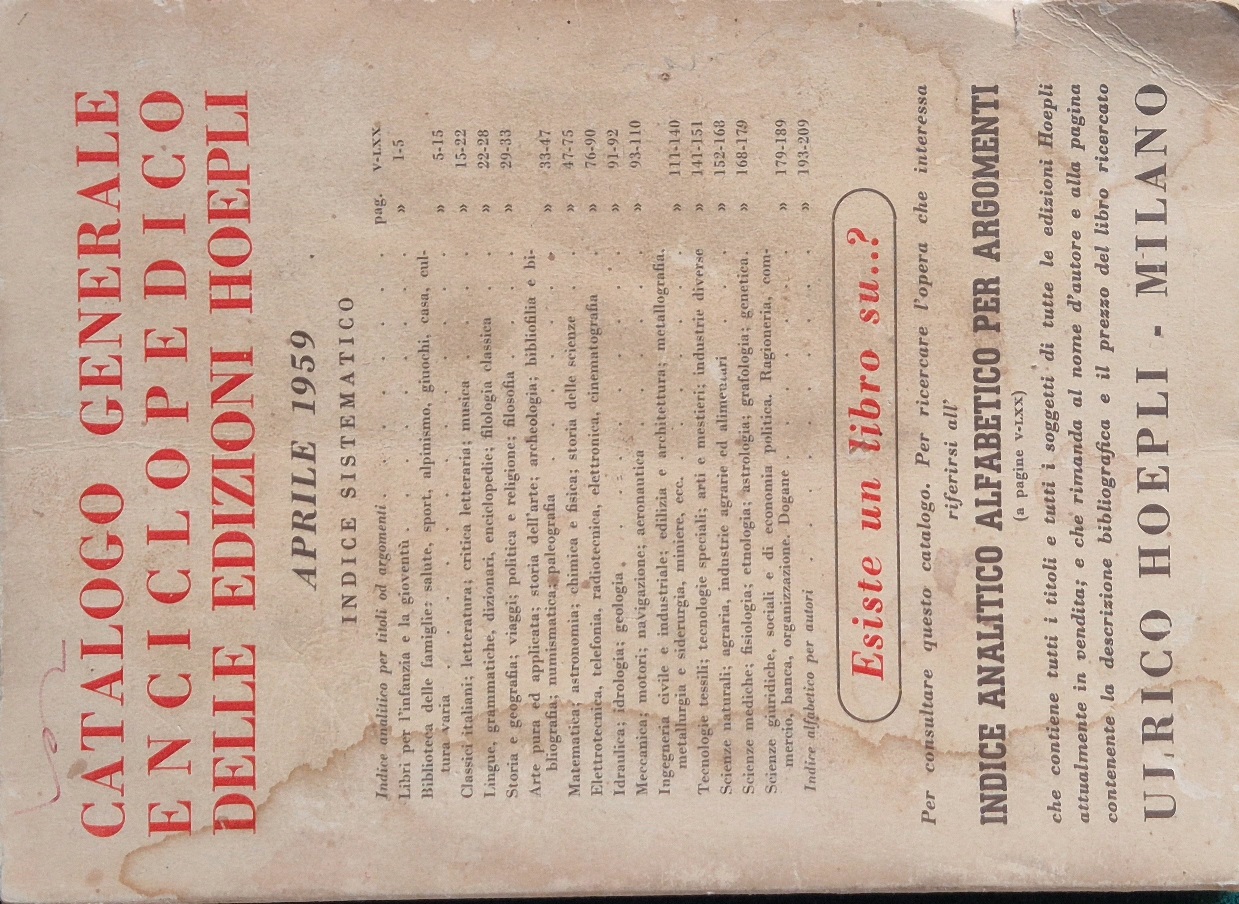 CATALOGO GENERALE
ENCICLOPEDICO
DELLE EDIZIONI HOEPLI
APRILE 1959
INDICE SISTEMATICO
Indice analitico per titoli od argomenti . . . . . . . pag. V-LXX
Libri per l'infanzia e la gioventù . . . . . . . . » 1-5
Biblioteca delle famiglie: salute, sport, alpinismo, giuochi, casa, cul-
tura varia . . . . . . . . . . . » 5-15
Classici italiani; letteratura; critica letteraria; musica . . . . » 15-22
Lingue, grammatiche, dizionari, enciclopedie; filologia classica . . » 22-28
Storia e geografia; viaggi; politica e religione; filosofia . . . . » 29-33
Arte pura ed applicata; storia dell'arte; archeologia; bibliofilia e bi-
bliografia; numismatica; paleografia . . . . . . » 33-47
Matematica; astronomia; chimica e fisica; storia delle scienze . . » 47-75
Elettrotecnica, telefonia, radiotecnica, elettronica, cinematografia . » 76-90
Idraulica; idrologia; geologia . . . . . . . . » 91-92
Meccanica; motori; navigazione; aeronautica . . . . . » 93-110
Ingegneria civile e industriale; edilizia e architettura; metallografia.
metallurgia e siderurgia, miniere, ecc. . . . . . . » 111-140
Tecnologie tessili; tecnologie speciali; arti e mestieri; industrie diverse » 141-151
Scienze naturali; agraria, industrie agrarie ed alimentari . . . » 152-168
Scienze mediche; fisiologia; etnologia; astrologia; grafologia; genetica. » 168-179
Scienze giuridiche, sociali e di economia politica. Ragioneria, com-
mercio, banca, organizzazione. Dogane . . . . . . » 179-189
Indice alfabetico per autori . . . . . . . . » 193-209
Esiste un libro su..?
Per consultare questo catalogo. Per ricercare l'opera che interessa
riferirsi all'
INDICE ANALITICO ALFABETICO PER ARGOMENTI
(a pagine V-LXX)
che contiene tutti i titoli e tutti i soggetti di tutte le edizioni Hoepli
attualmente in vendita; e che rimanda al nome d'autore e alla pagina
contenente la descrizione bibliografica e il prezzo del libro ricercato
ULRICO HOEPLI - MILANO